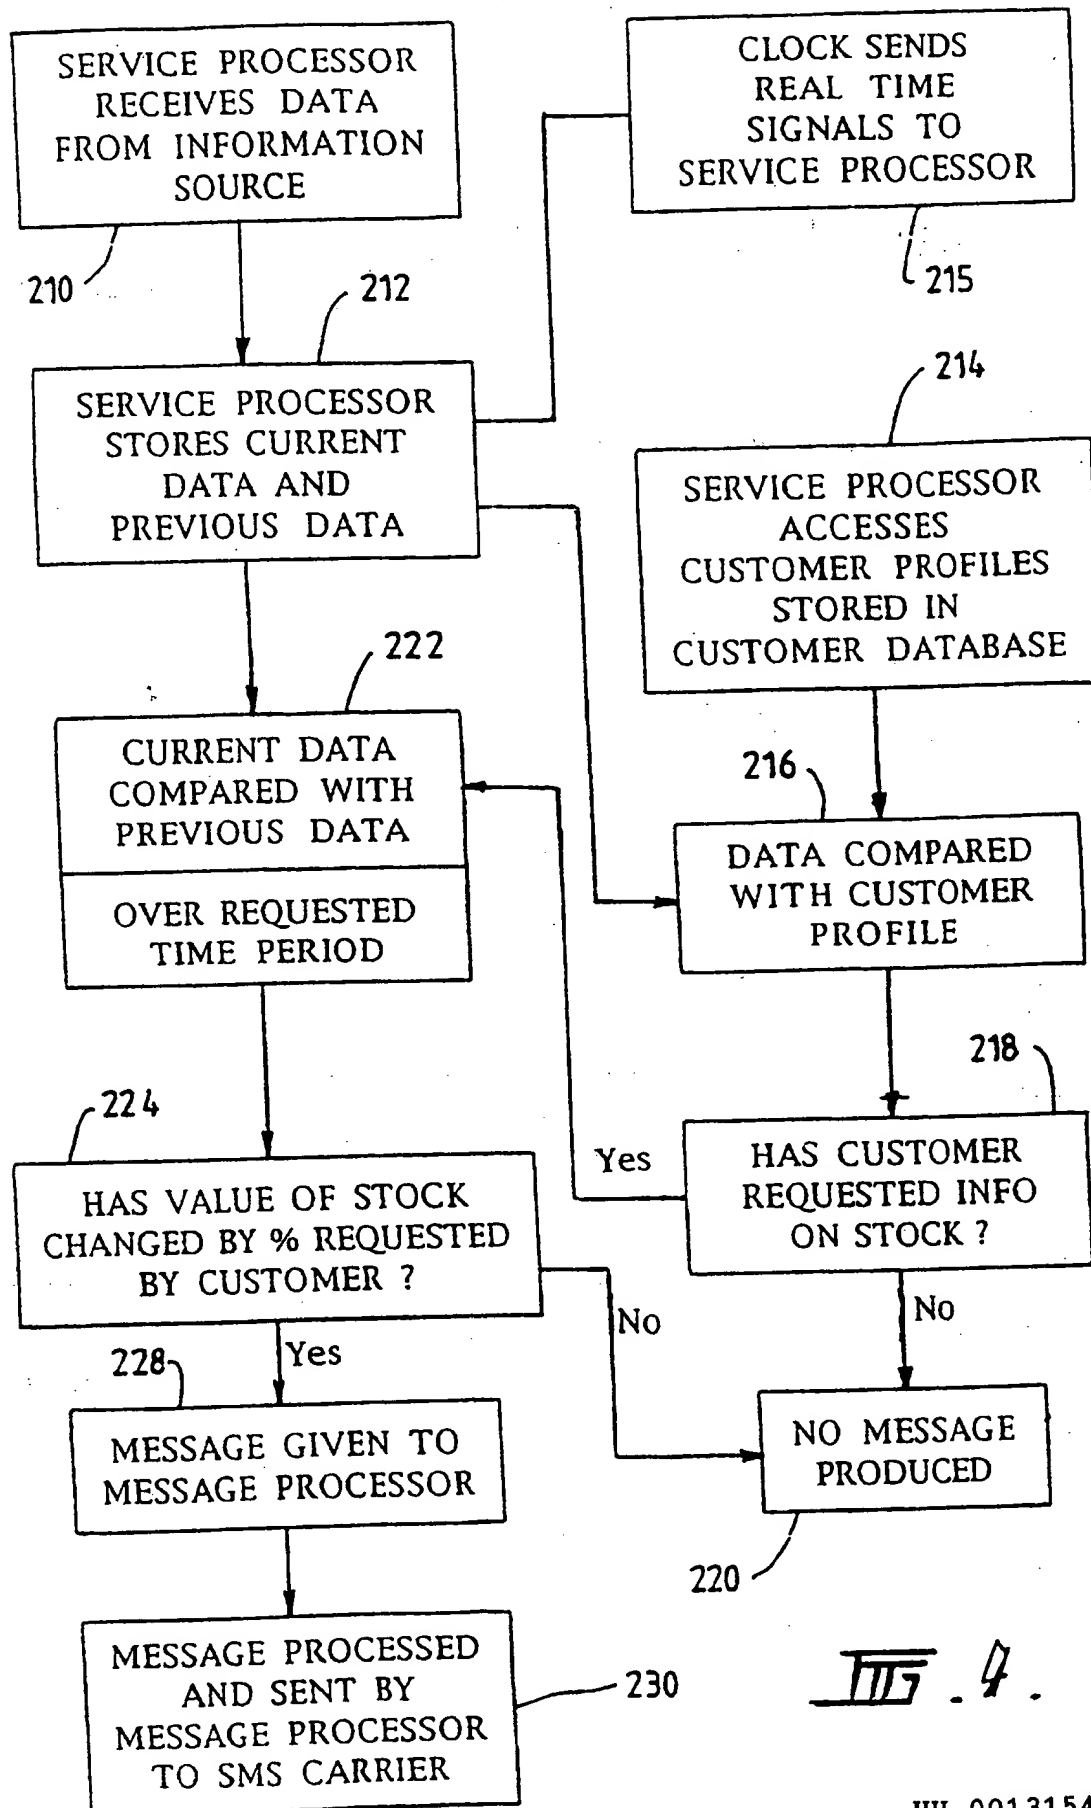 SERVICE PROCESSOR
RECEIVES DATA
FROM INFORMATION
SOURCE
210
CLOCK SENDS
REAL TIME
SIGNALS TO
SERVICE PROCESSOR
215
212
SERVICE PROCESSOR
STORES CURRENT
DATA AND
PREVIOUS DATA
214
SERVICE PROCESSOR
ACCESSES
CUSTOMER PROFILES
STORED IN
CUSTOMER DATABASE
222
CURRENT DATA
COMPARED WITH
PREVIOUS DATA
OVER REQUESTED
TIME PERIOD
216
DATA COMPARED
WITH CUSTOMER
PROFILE
218
HAS CUSTOMER
REQUESTED INFO
ON STOCK ?
Yes
No
224
HAS VALUE OF STOCK
CHANGED BY % REQUESTED
BY CUSTOMER ?
No
Yes
228
MESSAGE GIVEN TO
MESSAGE PROCESSOR
NO MESSAGE
PRODUCED
220
MESSAGE PROCESSED
AND SENT BY
MESSAGE PROCESSOR
TO SMS CARRIER
230
FIG.